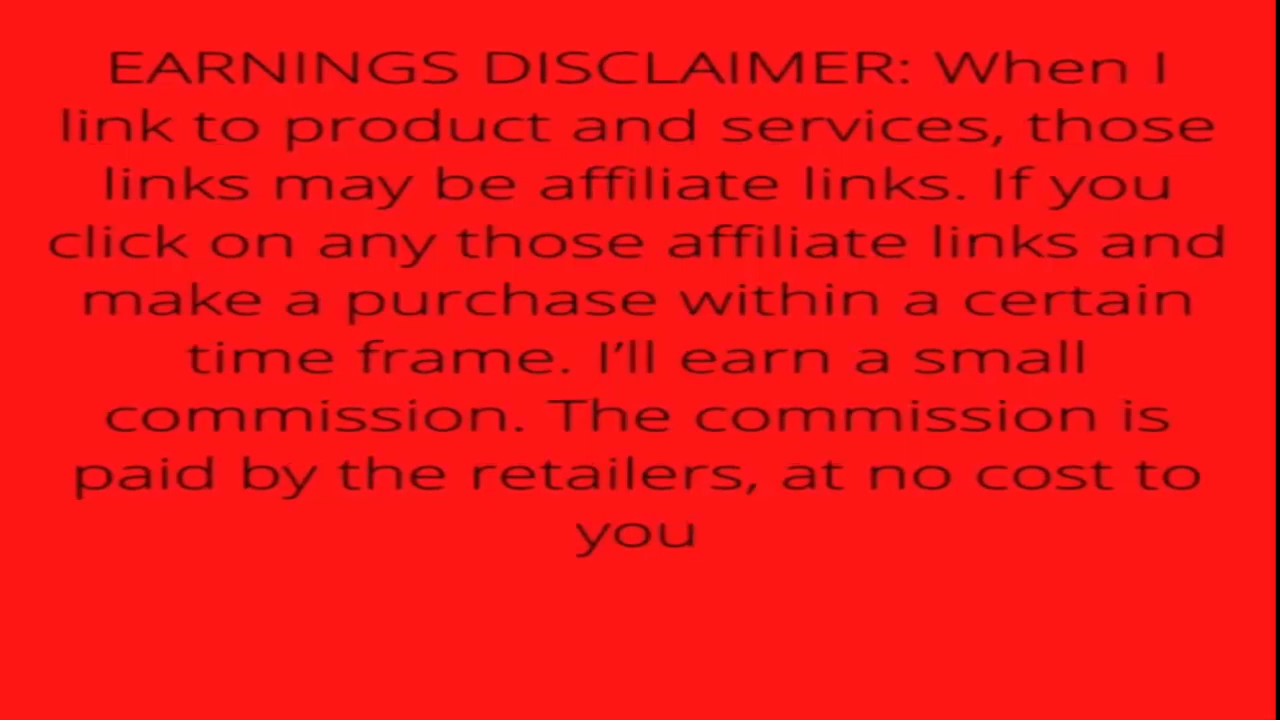 EARNINGS DISCLAIMER: When I
link to product and services, those
links may be affiliate links. If you
click on any those affiliate links and
make a purchase within a certain
time frame. I’ll earn a small
commission. The commission is
paid by the retailers, at no cost to
you